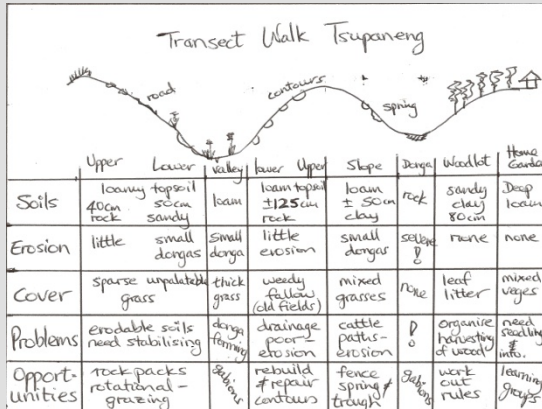 Transect Walk Tsupaneng
road
contours
spring
Upper Lower Valley lower Upper Slope Donga Woodlot Home Garden
Soils
loamy topsoil
40cm 50cm
rock sandy
loam
loam topsoil
±125cm
rock
loam
± 50cm
clay
rock
sandy
clay
80cm
Deep
loam
Erosion
little
small
dongas
small
donga
little
erosion
small
dongas
severe
!
none
none
Cover
sparse unpalatable
grass
thick
grass
weedy
fallow
(old fields)
mixed
grasses
none
leaf
litter
mixed
veges
Problems
erodable soils
need stabilising
donga
forming
drainage
poor-
erosion
cattle
paths-
erosion
!
organise
harvesting
of wood
need
seedling
& info.
Opport-
unities
rock packs
rotational-
grazing
gabions
rebuild
& repair
contours
fence
spring &
trough
gabions
work
out
rules
learning
groups